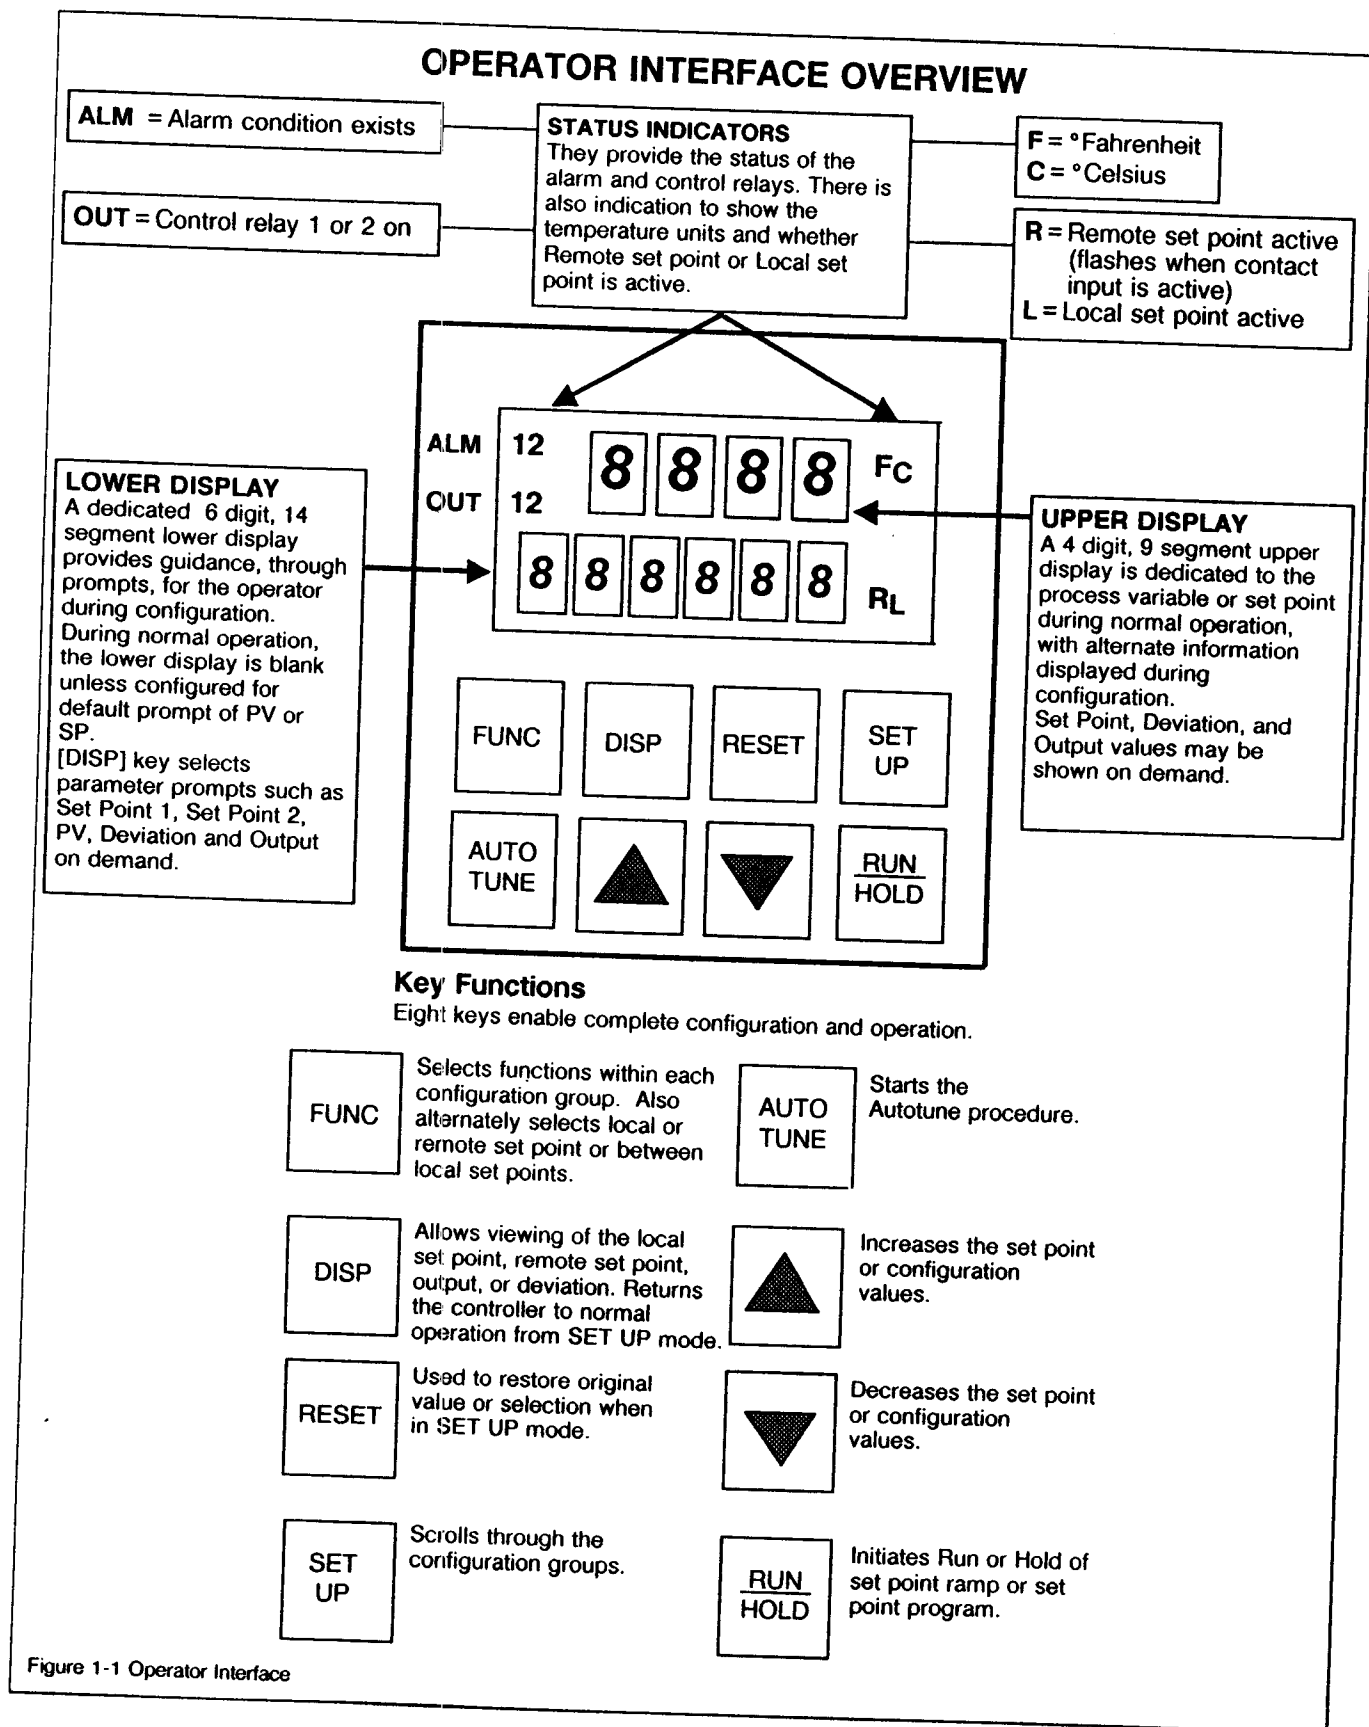 OPERATOR INTERFACE OVERVIEW
ALM = Alarm condition exists
OUT = Control relay 1 or 2 on
STATUS INDICATORS
They provide the status of the
alarm and control relays. There is
also indication to show the
temperature units and whether
Remote set point or Local set
point is active.
F = °Fahrenheit
C = °Celsius
R = Remote set point active
(flashes when contact
input is active)
L = Local set point active
LOWER DISPLAY
A dedicated 6 digit, 14
segment lower display
provides guidance, through
prompts, for the operator
during configuration.
During normal operation,
the lower display is blank
unless configured for
default prompt of PV or
SP.
[DISP] key selects
parameter prompts such as
Set Point 1, Set Point 2,
PV, Deviation and Output
on demand.
ALM 12 8 8 8 8 FC
OUT 12
8 8 8 8 8 8 RL
FUNC DISP RESET SET
UP
AUTO
TUNE
RUN
HOLD
UPPER DISPLAY
A 4 digit, 9 segment upper
display is dedicated to the
process variable or set point
during normal operation,
with alternate information
displayed during
configuration.
Set Point, Deviation, and
Output values may be
shown on demand.
Key Functions
Eight keys enable complete configuration and operation.
FUNC
Selects functions within each
configuration group. Also
alternately selects local or
remote set point or between
local set points.
AUTO
TUNE
Starts the
Autotune procedure.
DISP
Allows viewing of the local
set point, remote set point,
output, or deviation. Returns
the controller to normal
operation from SET UP mode.
Increases the set point
or configuration
values.
RESET
Used to restore original
value or selection when
in SET UP mode.
Decreases the set point
or configuration
values.
SET
UP
Scrolls through the
configuration groups.
RUN
HOLD
Initiates Run or Hold of
set point ramp or set
point program.
Figure 1-1 Operator Interface